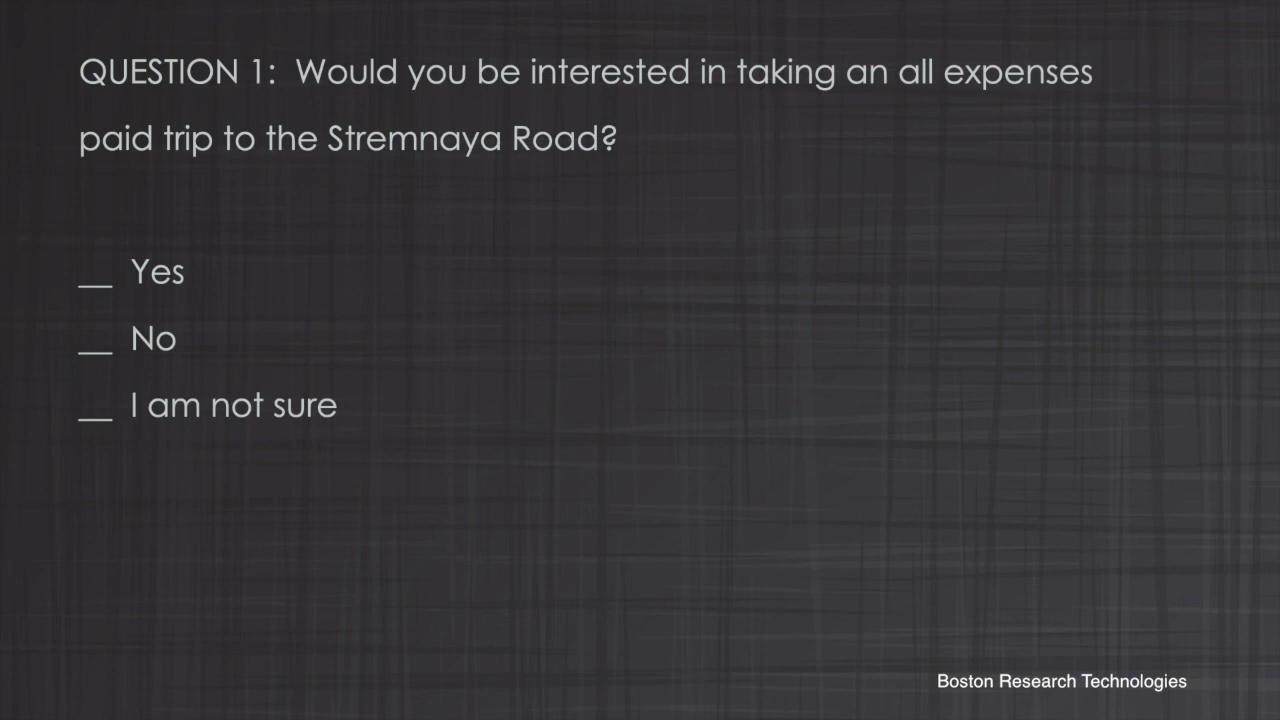 QUESTION 1: Would you be interested in taking an all expenses
paid trip to the Stremnaya Road?
__ Yes
__ No
__ I am not sure
Boston Research Technologies